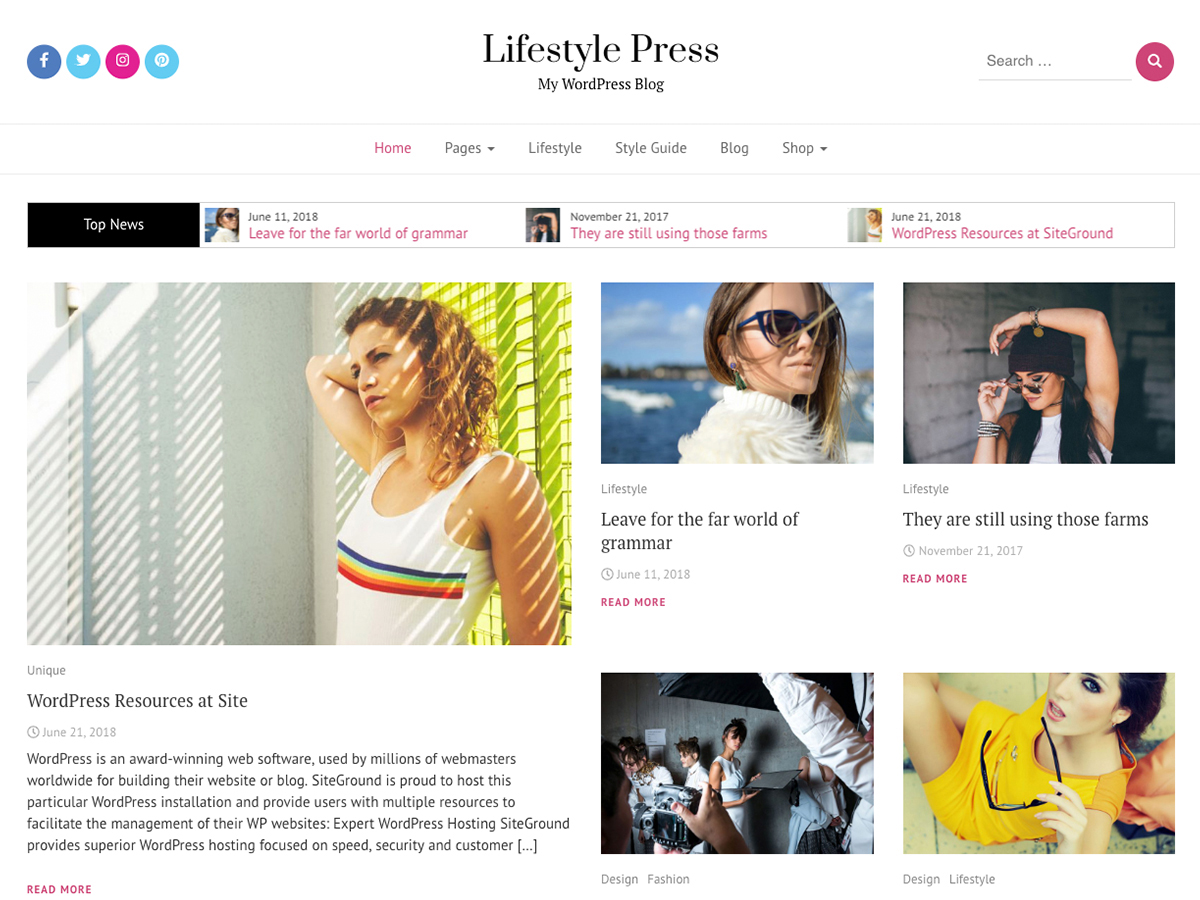 Lifestyle Press
My WordPress Blog
Search ...
Home Pages Lifestyle Style Guide Blog Shop
Top News
June 11, 2018
Leave for the far world of grammar
November 21, 2017
They are still using those farms
June 21, 2018
WordPress Resources at SiteGround
Unique
WordPress Resources at Site
June 21, 2018
WordPress is an award-winning web software, used by millions of webmasters
worldwide for building their website or blog. SiteGround is proud to host this
particular WordPress installation and provide users with multiple resources to
facilitate the management of their WP websites: Expert WordPress Hosting SiteGround
provides superior WordPress hosting focused on speed, security and customer [...]
READ MORE
Lifestyle
Leave for the far world of
grammar
June 11, 2018
READ MORE
Lifestyle
They are still using those farms
November 21, 2017
READ MORE
Design Fashion
Design Lifestyle